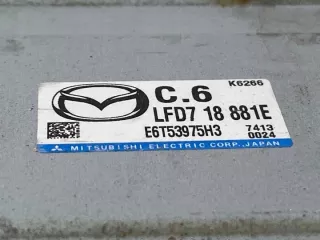 K6266
C.6
LFD7 18 881E
E6T53975H3 7413
0024
MITSUBISHI ELECTRIC CORP., JAPAN